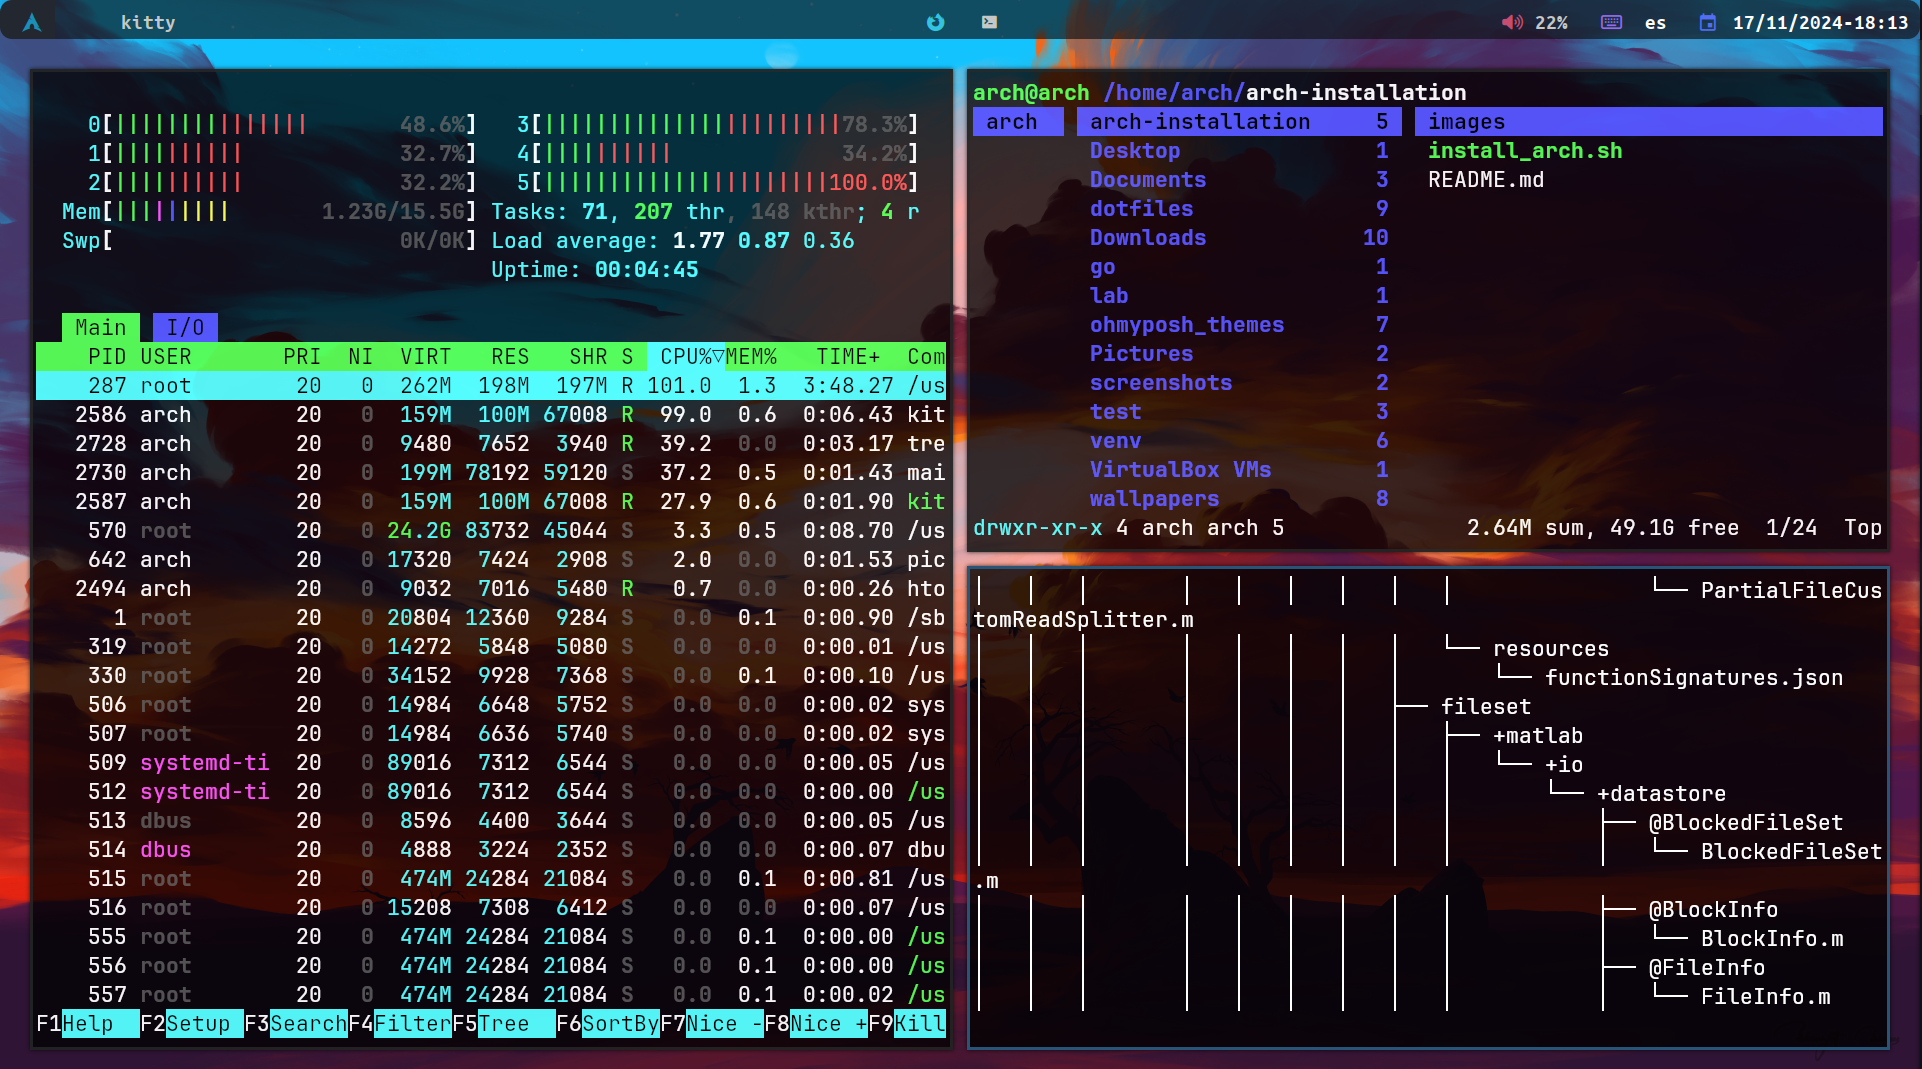 kitty
22%
es
17/11/2024-18:13
0[||||||||||||||| 48.6%] 3[|||||||||||||||||||||||78.3%]
1[|||||||||| 32.7%] 4[|||||||||| 34.2%]
2[|||||||||| 32.2%] 5[||||||||||||||||||||||100.0%]
Mem[||||||||| 1.23G/15.5G] Tasks: 71, 207 thr, 148 kthr; 4 r
Swp[ 0K/0K] Load average: 1.77 0.87 0.36
Uptime: 00:04:45
Main I/O
PID USER PRI NI VIRT RES SHR S CPU%▽MEM% TIME+ Com
287 root 20 0 262M 198M 197M R 101.0 1.3 3:48.27 /us
2586 arch 20 0 159M 100M 67008 R 99.0 0.6 0:06.43 kit
2728 arch 20 0 9480 7652 3940 R 39.2 0.0 0:03.17 tre
2730 arch 20 0 199M 78192 59120 S 37.2 0.5 0:01.43 mai
2587 arch 20 0 159M 100M 67008 R 27.9 0.6 0:01.90 kit
570 root 20 0 24.2G 83732 45044 S 3.3 0.5 0:08.70 /us
642 arch 20 0 17320 7424 2908 S 2.0 0.0 0:01.53 pic
2494 arch 20 0 9032 7016 5480 R 0.7 0.0 0:00.26 hto
1 root 20 0 20804 12360 9284 S 0.0 0.1 0:00.90 /sb
319 root 20 0 14272 5848 5080 S 0.0 0.0 0:00.01 /us
330 root 20 0 34152 9928 7368 S 0.0 0.1 0:00.10 /us
506 root 20 0 14984 6648 5752 S 0.0 0.0 0:00.02 sys
507 root 20 0 14984 6636 5740 S 0.0 0.0 0:00.02 sys
509 systemd-ti 20 0 89016 7312 6544 S 0.0 0.0 0:00.05 /us
512 systemd-ti 20 0 89016 7312 6544 S 0.0 0.0 0:00.00 /us
513 dbus 20 0 8596 4400 3644 S 0.0 0.0 0:00.05 /us
514 dbus 20 0 4888 3224 2352 S 0.0 0.0 0:00.07 dbu
515 root 20 0 474M 24284 21084 S 0.0 0.1 0:00.81 /us
516 root 20 0 15208 7308 6412 S 0.0 0.0 0:00.07 /us
555 root 20 0 474M 24284 21084 S 0.0 0.1 0:00.00 /us
556 root 20 0 474M 24284 21084 S 0.0 0.1 0:00.00 /us
557 root 20 0 474M 24284 21084 S 0.0 0.1 0:00.02 /us
F1Help F2Setup F3SearchF4FilterF5Tree F6SortByF7Nice -F8Nice +F9Kill
arch@arch /home/arch/arch-installation
arch arch-installation 5 images
Desktop 1 install_arch.sh
Documents 3 README.md
dotfiles 9
Downloads 10
go 1
lab 1
ohmyposh_themes 7
Pictures 2
screenshots 2
test 3
venv 6
VirtualBox VMs 1
wallpapers 8
drwxr-xr-x 4 arch arch 5 2.64M sum, 49.1G free 1/24 Top
│ │ │ │ │ │ │ │ │ └── PartialFileCus
tomReadSplitter.m
│ │ │ │ │ │ │ │ └── resources
│ │ │ │ │ │ │ │ └── functionSignatures.json
│ │ │ │ │ │ │ ├── fileset
│ │ │ │ │ │ │ │ ├── +matlab
│ │ │ │ │ │ │ │ │ └── +io
│ │ │ │ │ │ │ │ │ └── +datastore
│ │ │ │ │ │ │ │ │ ├── @BlockedFileSet
│ │ │ │ │ │ │ │ │ │ └── BlockedFileSet
.m
│ │ │ │ │ │ │ │ │ ├── @BlockInfo
│ │ │ │ │ │ │ │ │ │ └── BlockInfo.m
│ │ │ │ │ │ │ │ │ ├── @FileInfo
│ │ │ │ │ │ │ │ │ │ └── FileInfo.m